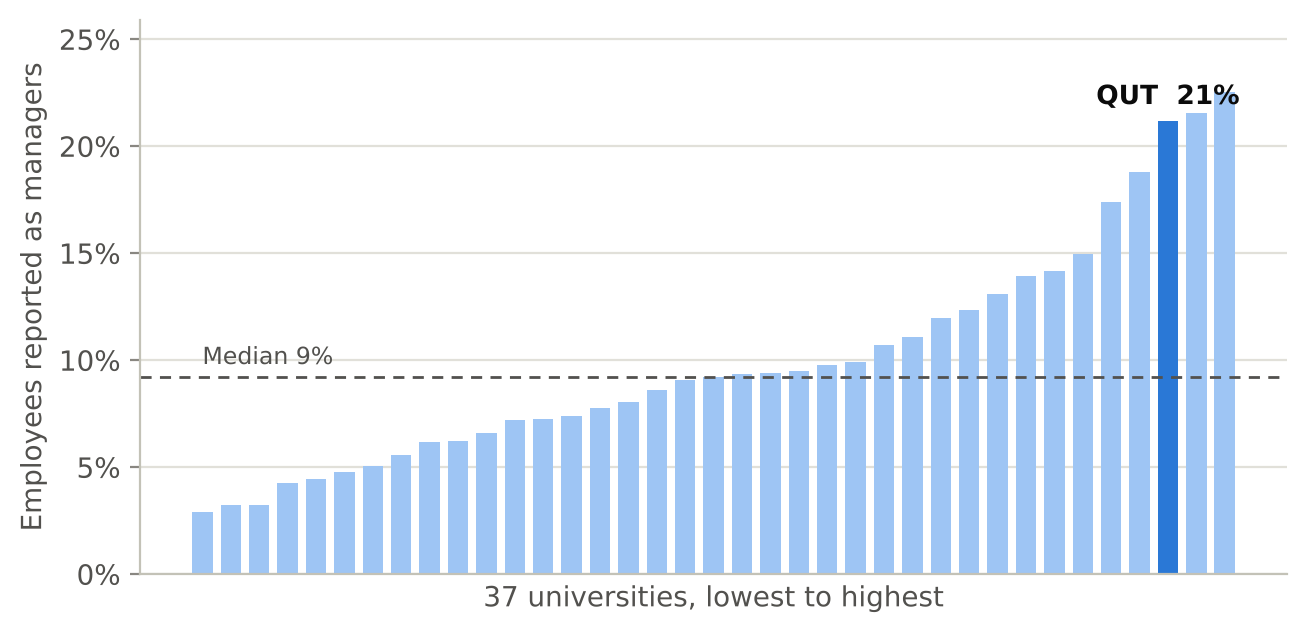 Employees reported as managers
25%
20%
15%
10%
5%
0%
QUT 21%
Median 9%
37 universities, lowest to highest